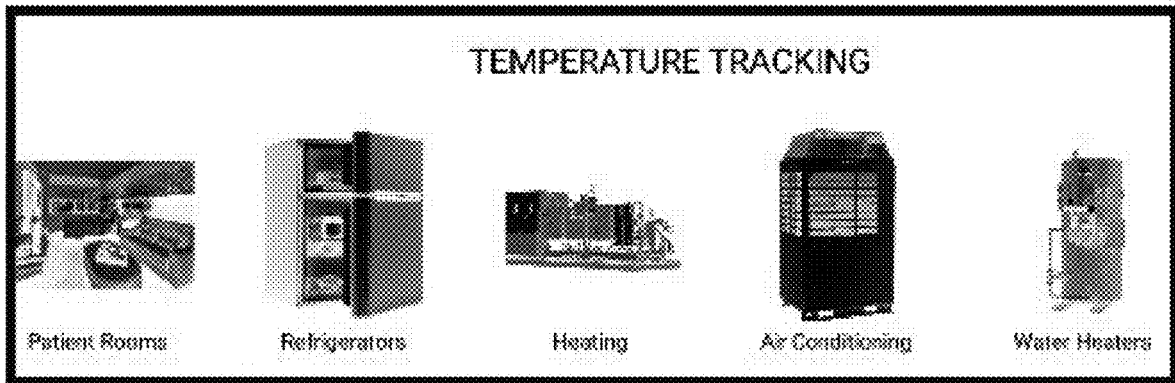 TEMPERATURE TRACKING
Patient Rooms
Refrigerators
Heating
Air Conditioning
Water Heaters